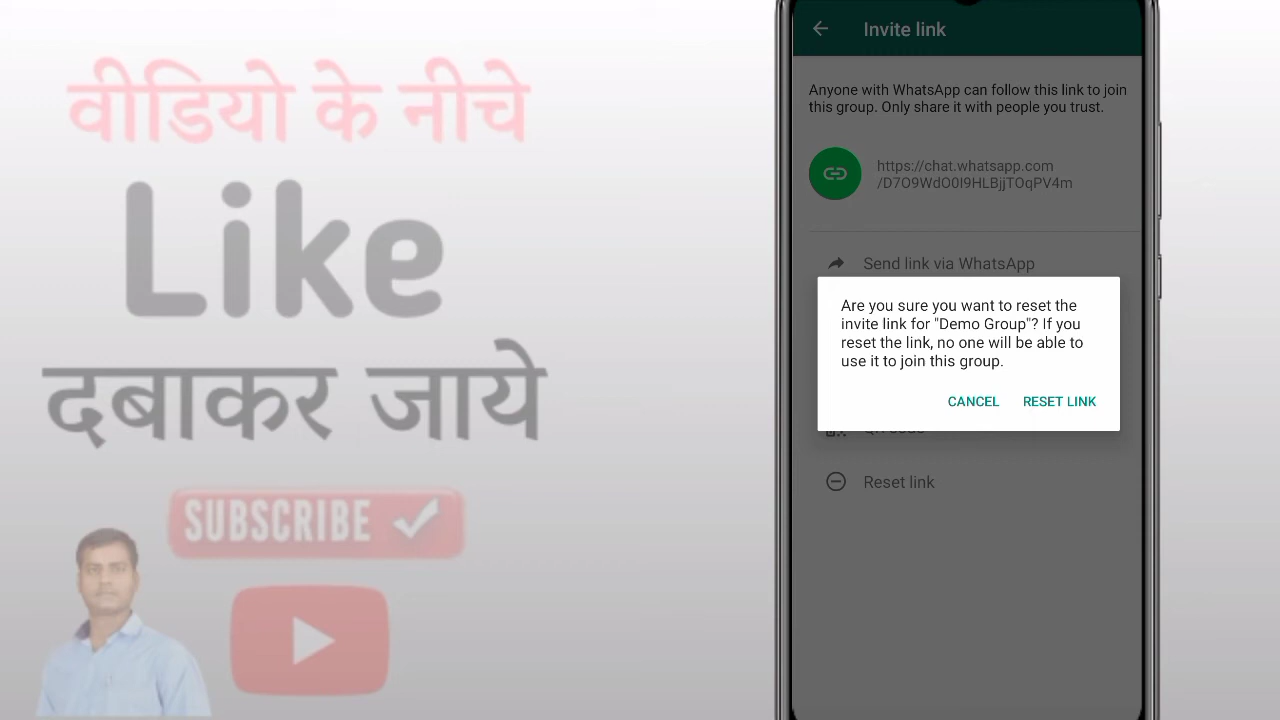 वीडियो के नीचे
Like
दबाकर जाये
SUBSCRIBE
Invite link
Anyone with WhatsApp can follow this link to join
this group. Only share it with people you trust.
https://chat.whatsapp.com
/D7O9WdO0I9HLBjjTOqPV4m
Send link via WhatsApp
Are you sure you want to reset the
invite link for "Demo Group"? If you
reset the link, no one will be able to
use it to join this group.
CANCEL RESET LINK
QR code
Reset link